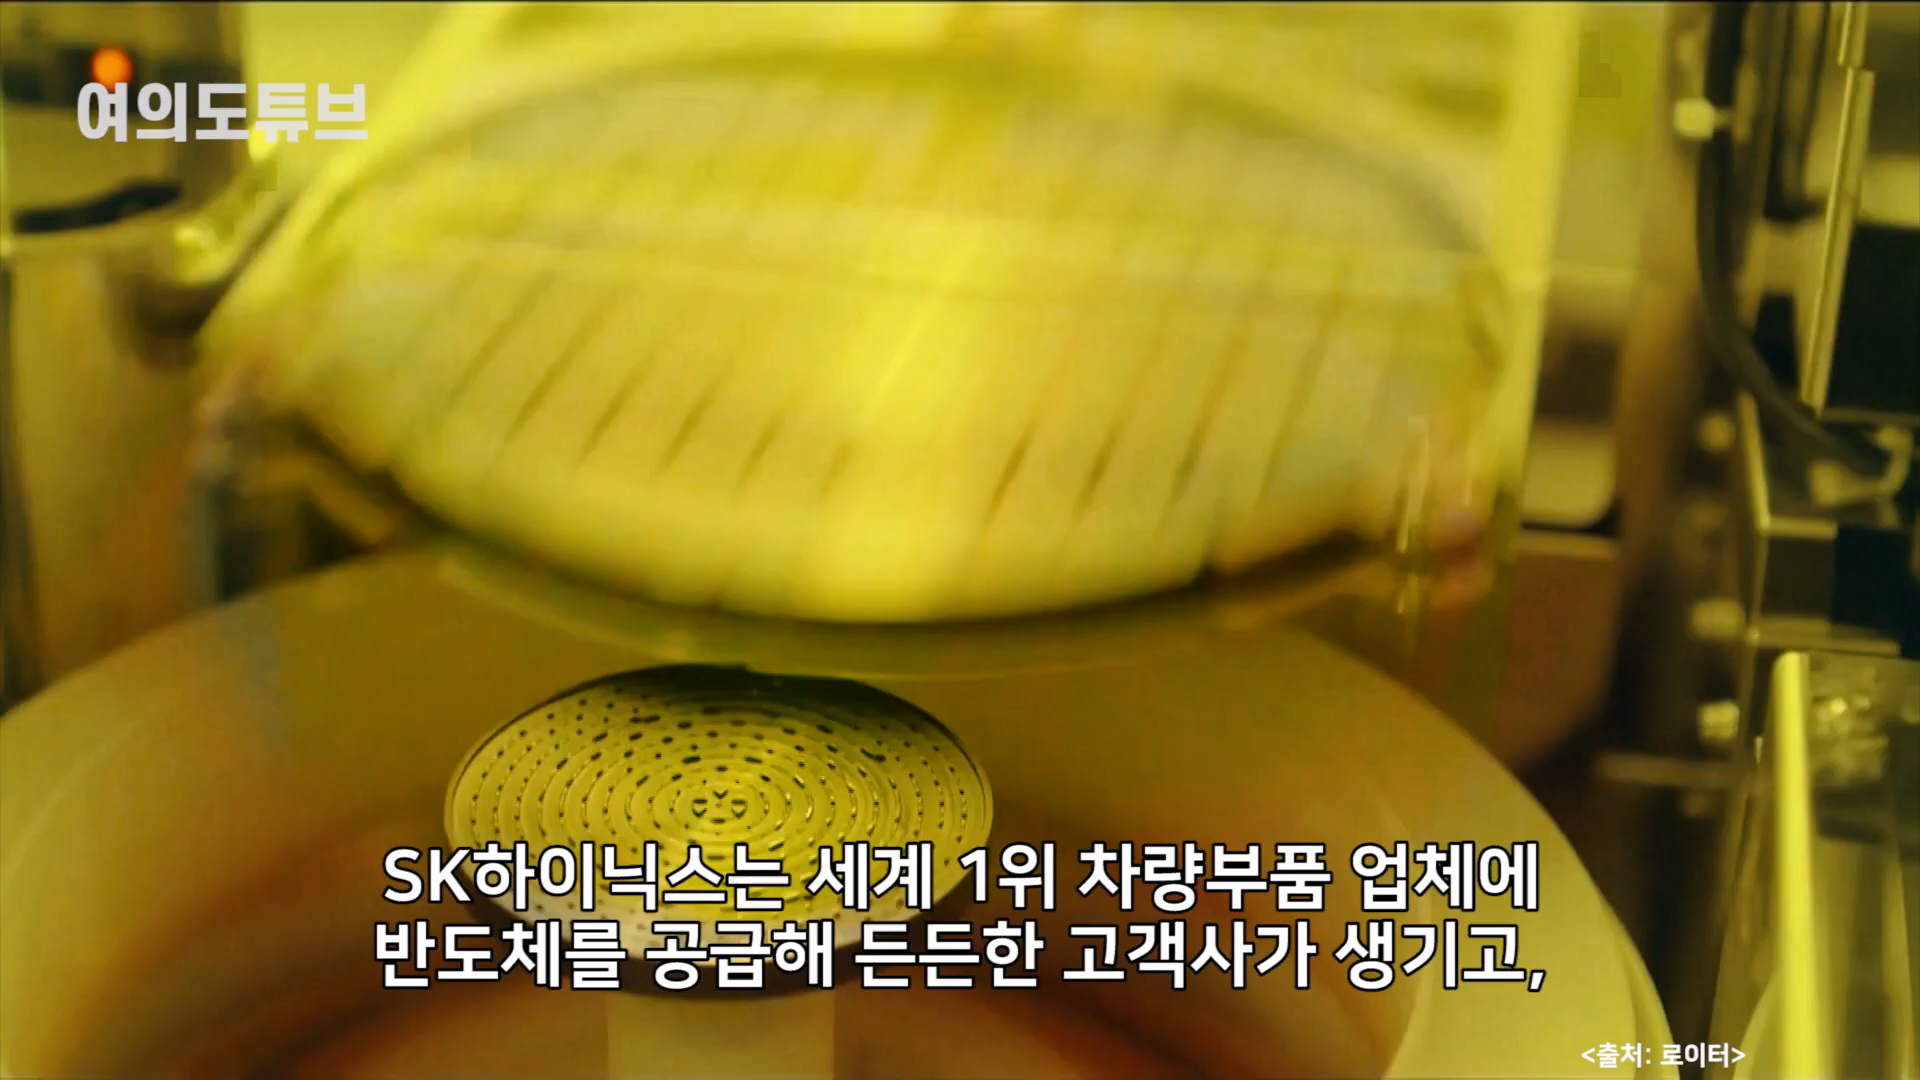 여의도튜브
SK하이닉스는 세계 1위 차량부품 업체에
반도체를 공급해 든든한 고객사가 생기고,
<출처: 로이터>